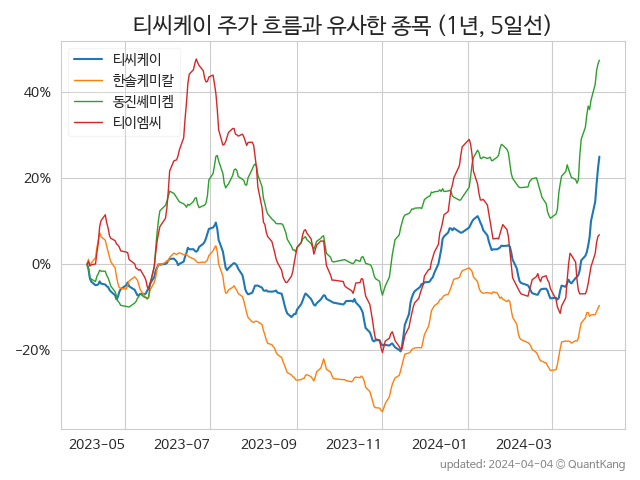 티씨케이 주가 흐름과 유사한 종목 (1년, 5일선)
티씨케이
한솔케미칼
동진쎄미켐
티이엠씨
40%
20%
0%
−20%
2023−05 2023−07 2023−09 2023−11 2024−01 2024−03
updated: 2024-04-04 © QuantKang